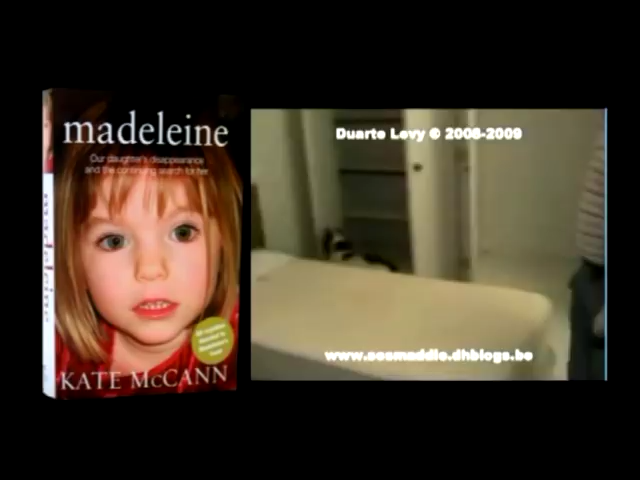 madeleine
Our daughter's disappearance
and the continuing search for her
KATE McCANN
madeleine
Duarte Levy © 2008-2009
www.sosmaddie.dhblogs.be